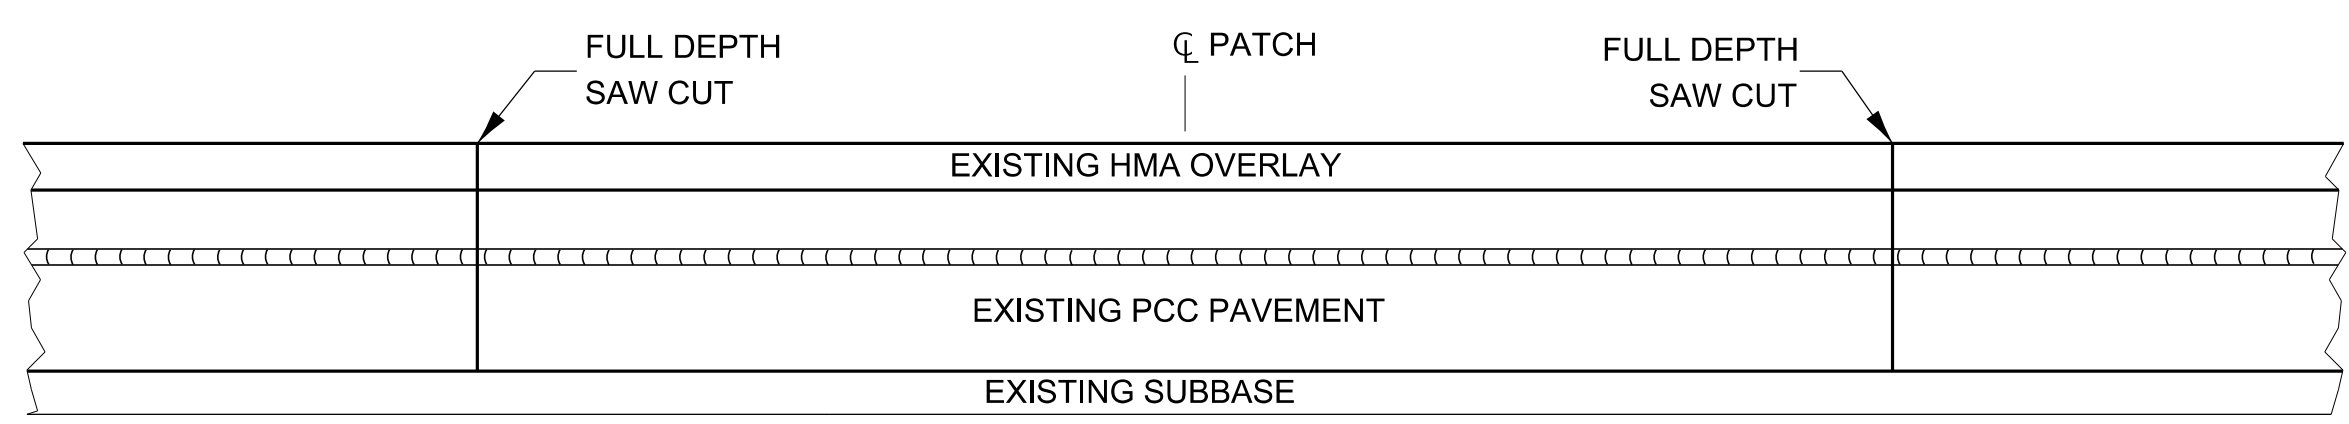 FULL DEPTH
SAW CUT
℄ PATCH
FULL DEPTH
SAW CUT
EXISTING HMA OVERLAY
EXISTING PCC PAVEMENT
EXISTING SUBBASE